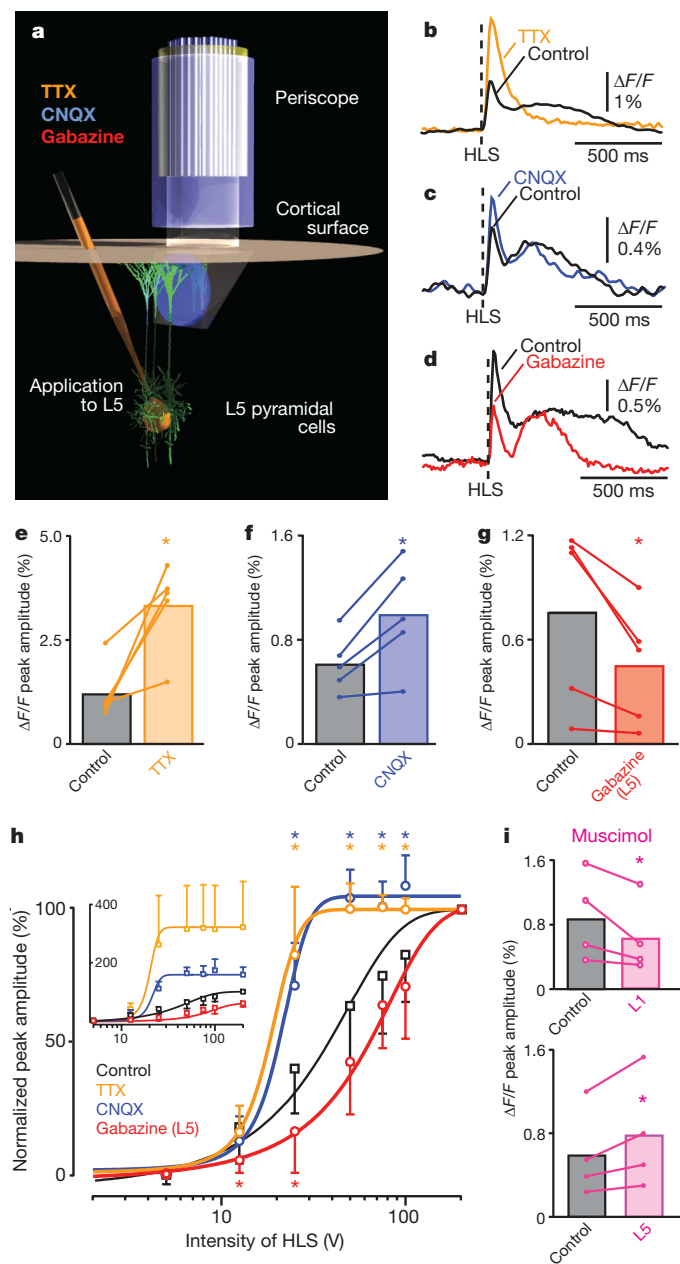 a
TTX
CNQX
Gabazine
Periscope
Cortical
surface
Application
to L5
L5 pyramidal
cells
b
TTX
Control
ΔF/F
1%
HLS
500 ms
c
CNQX
Control
ΔF/F
0.4%
HLS
500 ms
d
Control
Gabazine
ΔF/F
0.5%
HLS
500 ms
e
ΔF/F peak amplitude (%)
5.0
2.5
0
*
Control
TTX
f
ΔF/F peak amplitude (%)
1.6
0.8
0
*
Control
CNQX
g
ΔF/F peak amplitude (%)
1.2
0.6
0
*
Control
Gabazine
(L5)
h
* * * *
* * * *
Normalized peak amplitude (%)
100
50
0
400
200
10
100
Control
TTX
CNQX
Gabazine (L5)
* *
10
100
Intensity of HLS (V)
i
Muscimol
ΔF/F peak amplitude (%)
1.6
0.8
0
*
Control
L1
1.6
0.8
0
*
Control
L5